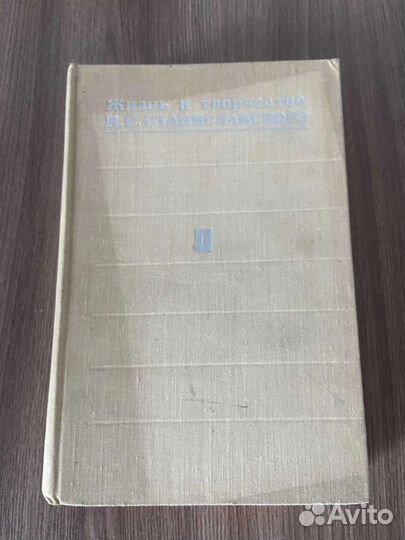 Жизнь и творчество
К. С. СТАНИСЛАВСКОГО
1
Avito